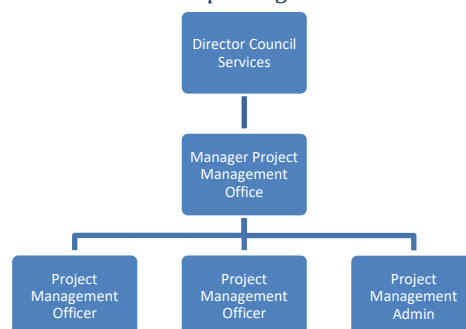 Director Council
Services
Manager Project
Management
Office
Project
Management
Officer
Project
Management
Officer
Project
Management
Admin